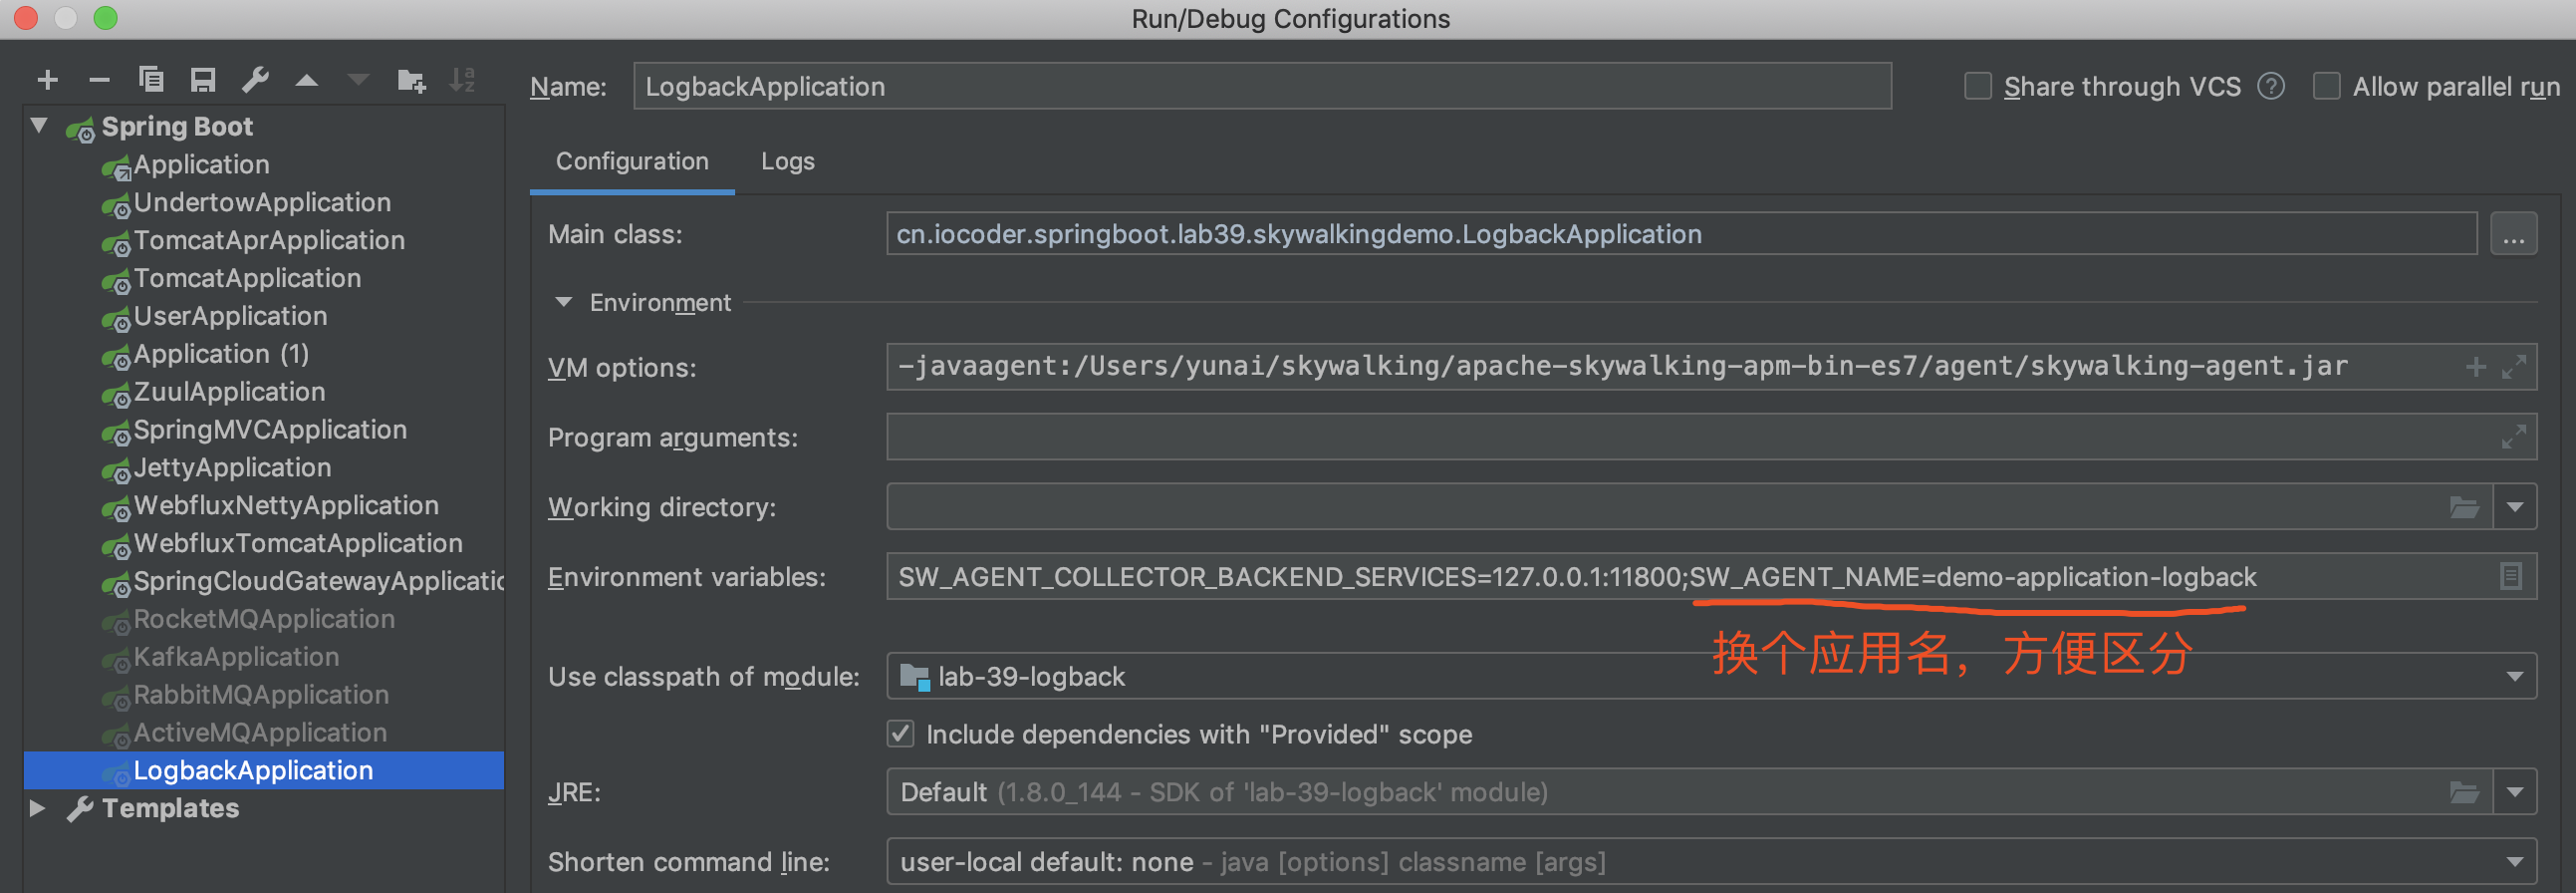 Run/Debug Configurations
Name: LogbackApplication
Share through VCS ?
Allow parallel run
Spring Boot
Application
UndertowApplication
TomcatAprApplication
TomcatApplication
UserApplication
Application (1)
ZuulApplication
SpringMVCApplication
JettyApplication
WebfluxNettyApplication
WebfluxTomcatApplication
SpringCloudGatewayApplicatic
RocketMQApplication
KafkaApplication
RabbitMQApplication
ActiveMQApplication
LogbackApplication
Templates
Configuration Logs
Main class: cn.iocoder.springboot.lab39.skywalkingdemo.LogbackApplication ...
Environment
VM options: -javaagent:/Users/yunai/skywalking/apache-skywalking-apm-bin-es7/agent/skywalking-agent.jar
Program arguments:
Working directory:
Environment variables: SW_AGENT_COLLECTOR_BACKEND_SERVICES=127.0.0.1:11800;SW_AGENT_NAME=demo-application-logback
换个应用名，方便区分
Use classpath of module: lab-39-logback
Include dependencies with "Provided" scope
JRE: Default (1.8.0_144 - SDK of 'lab-39-logback' module)
Shorten command line: user-local default: none - java [options] classname [args]